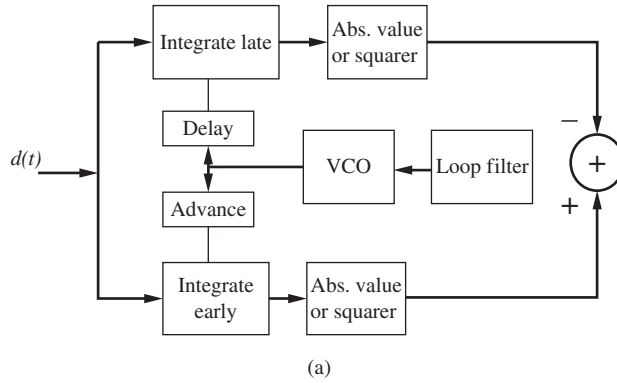 Integrate late
Abs. value
or squarer
Delay
−
d(t)
VCO
Loop filter
+
Advance
+
Integrate
early
Abs. value
or squarer
(a)